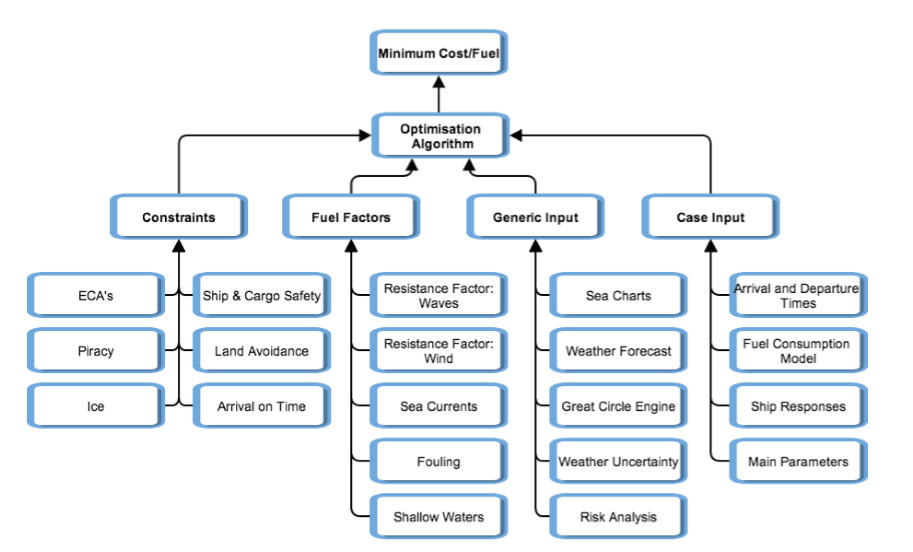 Minimum Cost/Fuel
Optimisation
Algorithm
Constraints
Fuel Factors
Generic Input
Case Input
ECA's
Ship & Cargo Safety
Piracy
Land Avoidance
Ice
Arrival on Time
Resistance Factor:
Waves
Resistance Factor:
Wind
Sea Currents
Fouling
Shallow Waters
Sea Charts
Weather Forecast
Great Circle Engine
Weather Uncertainty
Risk Analysis
Arrival and Departure
Times
Fuel Consumption
Model
Ship Responses
Main Parameters